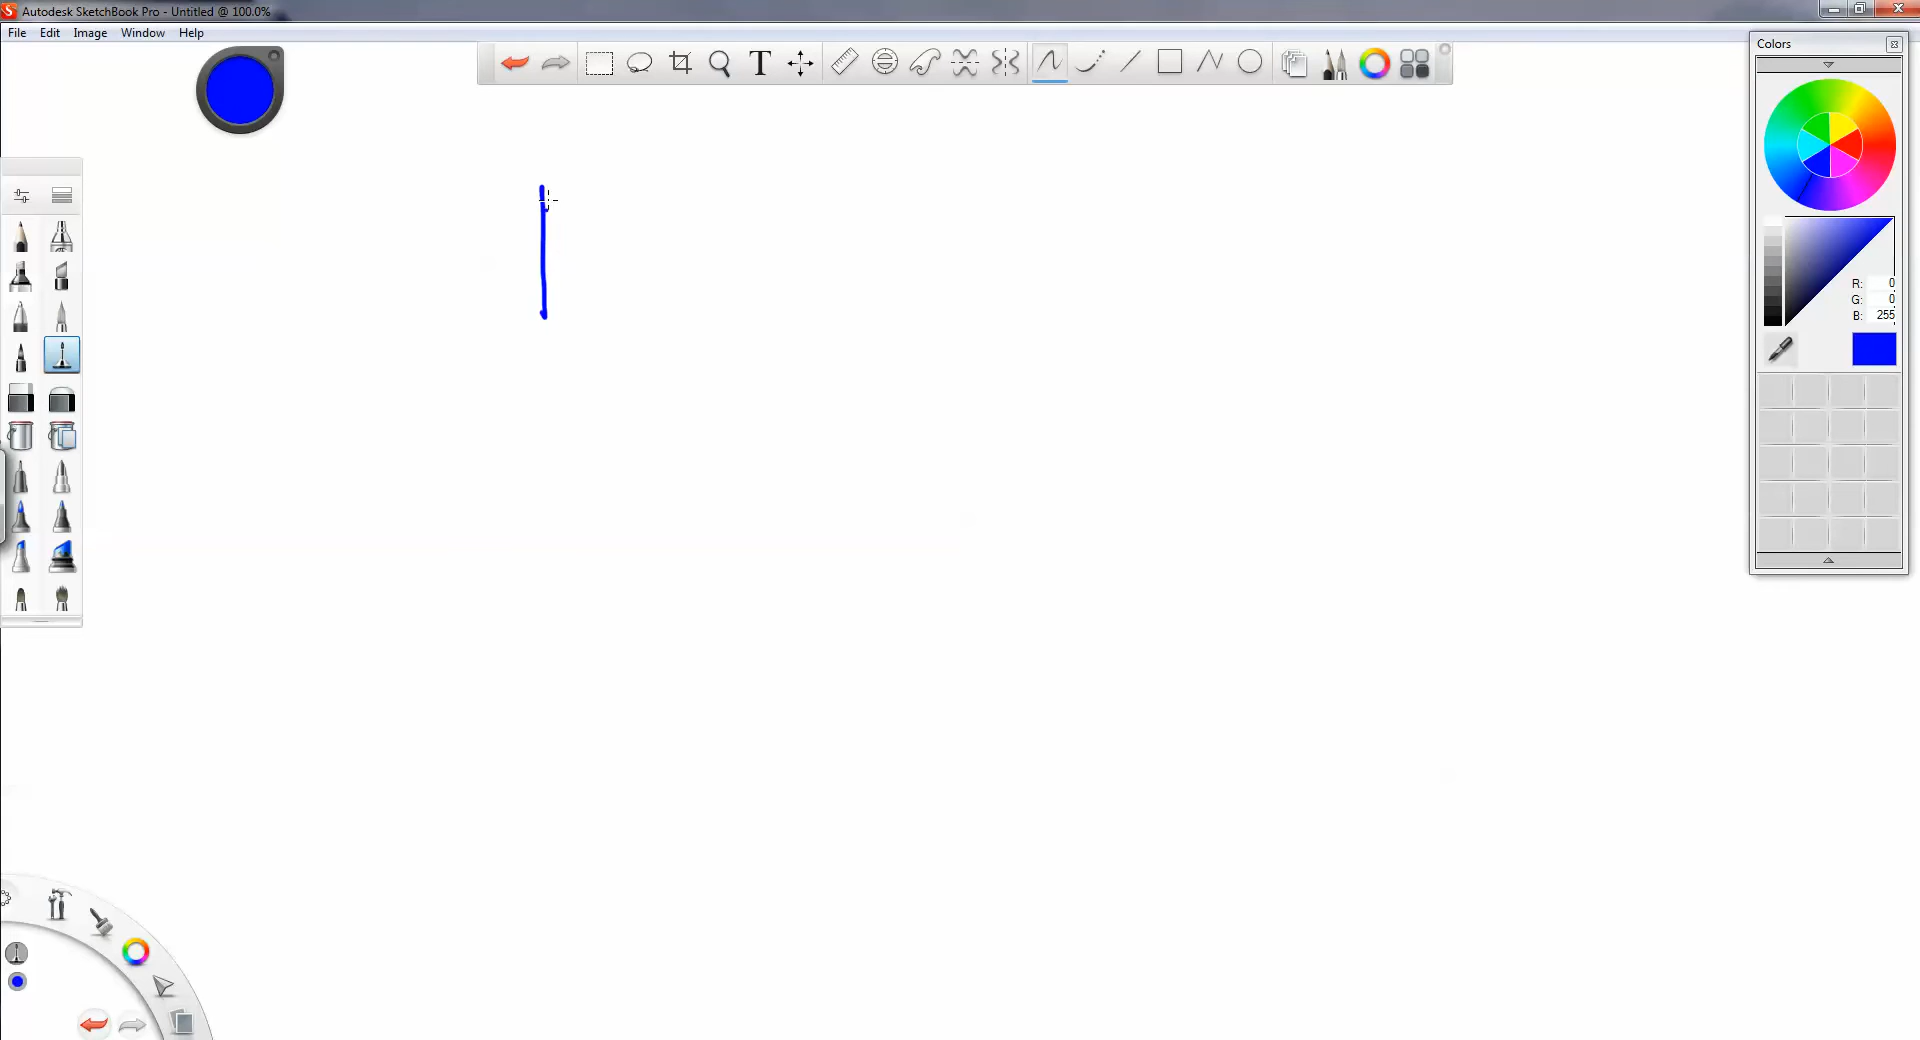 Autodesk SketchBook Pro - Untitled @ 100.0%
File Edit Image Window Help
T
Colors
R: 0
G: 0
B: 255